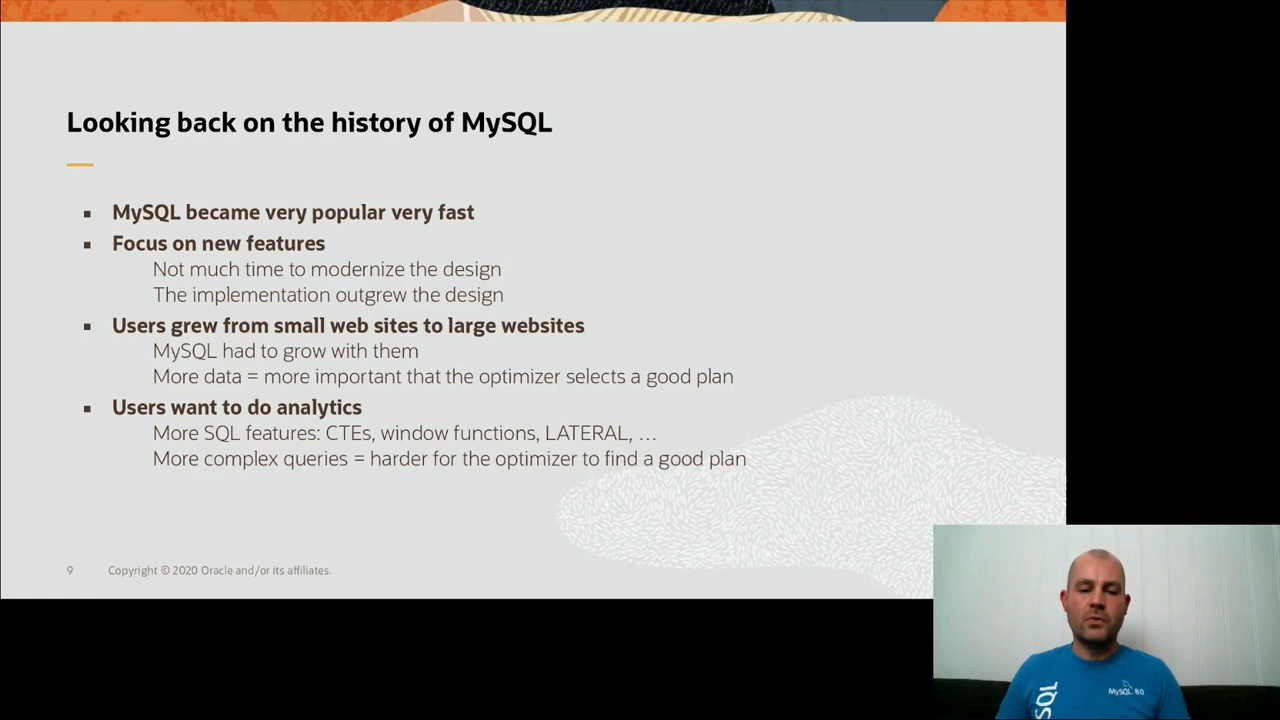 Looking back on the history of MySQL
▪ MySQL became very popular very fast
▪ Focus on new features
Not much time to modernize the design
The implementation outgrew the design
▪ Users grew from small web sites to large websites
MySQL had to grow with them
More data = more important that the optimizer selects a good plan
▪ Users want to do analytics
More SQL features: CTEs, window functions, LATERAL, …
More complex queries = harder for the optimizer to find a good plan
9 Copyright © 2020 Oracle and/or its affiliates.
MySQL 8.0
SQL